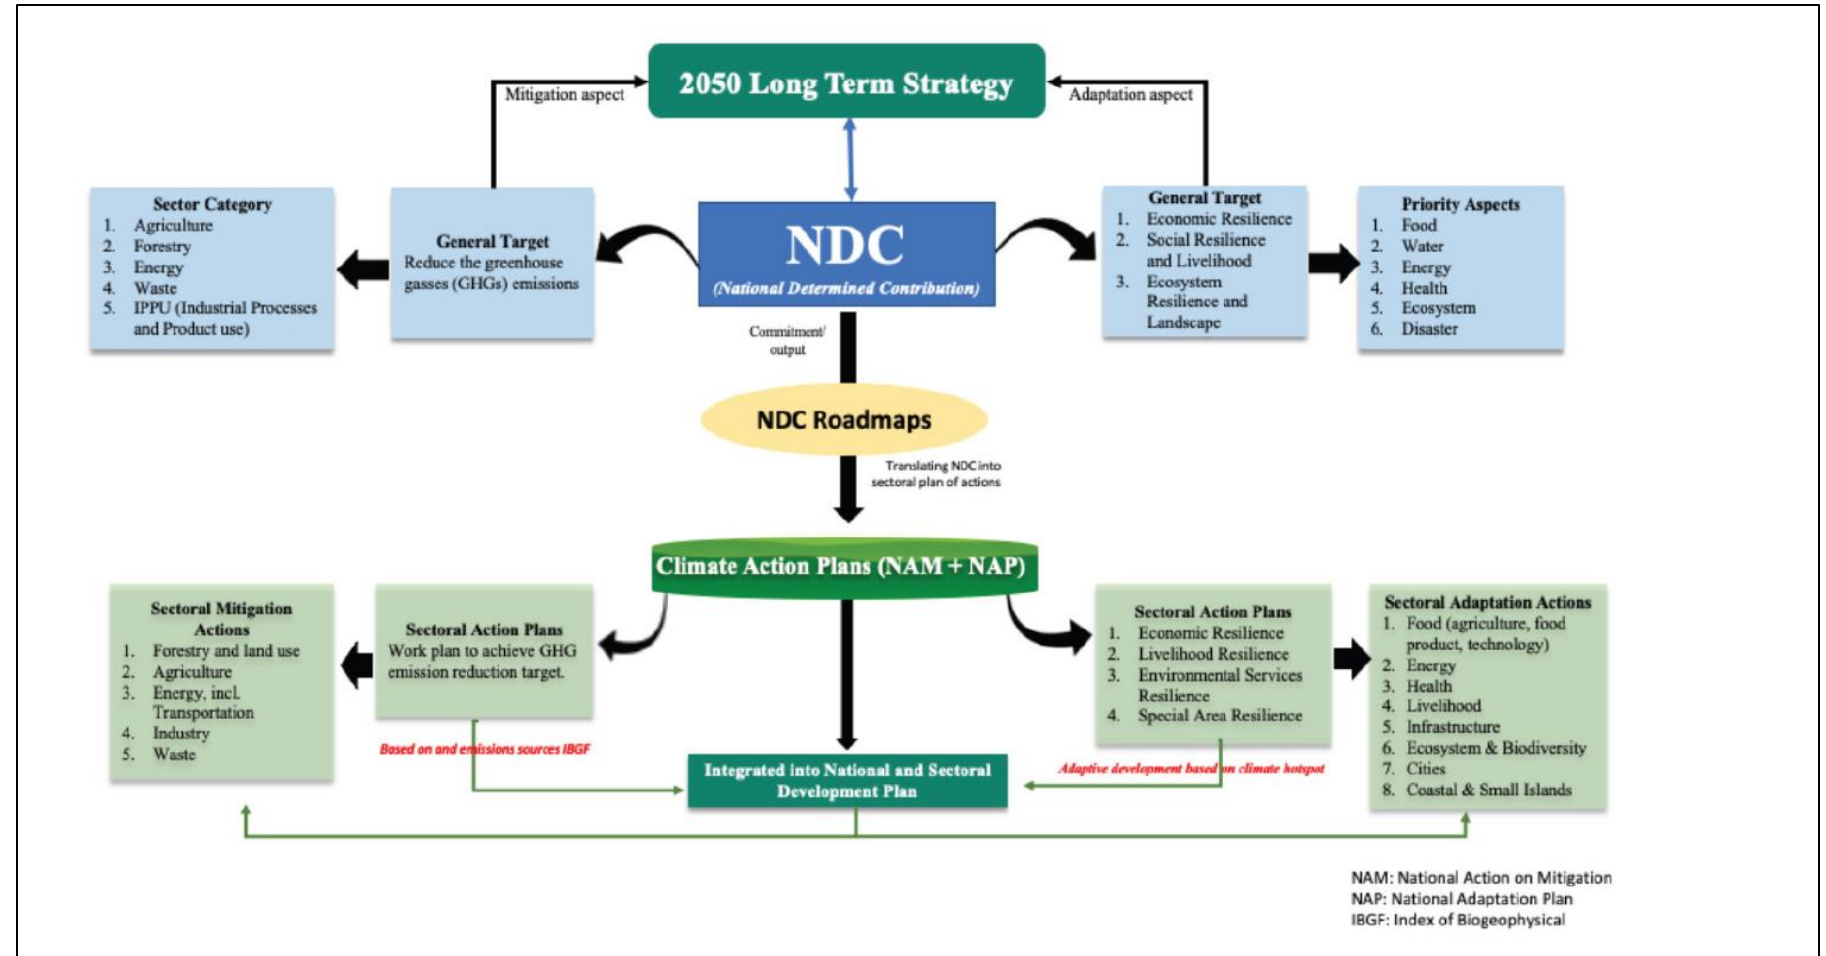 2050 Long Term Strategy
Mitigation aspect
Adaptation aspect
Sector Category
1. Agriculture
2. Forestry
3. Energy
4. Waste
5. IPPU (Industrial Processes
and Product use)
General Target
Reduce the greenhouse
gasses (GHGs) emissions
NDC
(National Determined Contribution)
General Target
1. Economic Resilience
2. Social Resilience
and Livelihood
3. Ecosystem
Resilience and
Landscape
Priority Aspects
1. Food
2. Water
3. Energy
4. Health
5. Ecosystem
6. Disaster
Commitment/
output
NDC Roadmaps
Translating NDC into
sectoral plan of actions
Climate Action Plans (NAM + NAP)
Sectoral Mitigation
Actions
1. Forestry and land use
2. Agriculture
3. Energy, incl.
Transportation
4. Industry
5. Waste
Sectoral Action Plans
Work plan to achieve GHG
emission reduction target.
Based on and emissions sources IBGF
Integrated into National and Sectoral
Development Plan
Sectoral Action Plans
1. Economic Resilience
2. Livelihood Resilience
3. Environmental Services
Resilience
4. Special Area Resilience
Adaptive development based on climate hotspot
Sectoral Adaptation Actions
1. Food (agriculture, food
product, technology)
2. Energy
3. Health
4. Livelihood
5. Infrastructure
6. Ecosystem & Biodiversity
7. Cities
8. Coastal & Small Islands
NAM: National Action on Mitigation
NAP: National Adaptation Plan
IBGF: Index of Biogeophysical